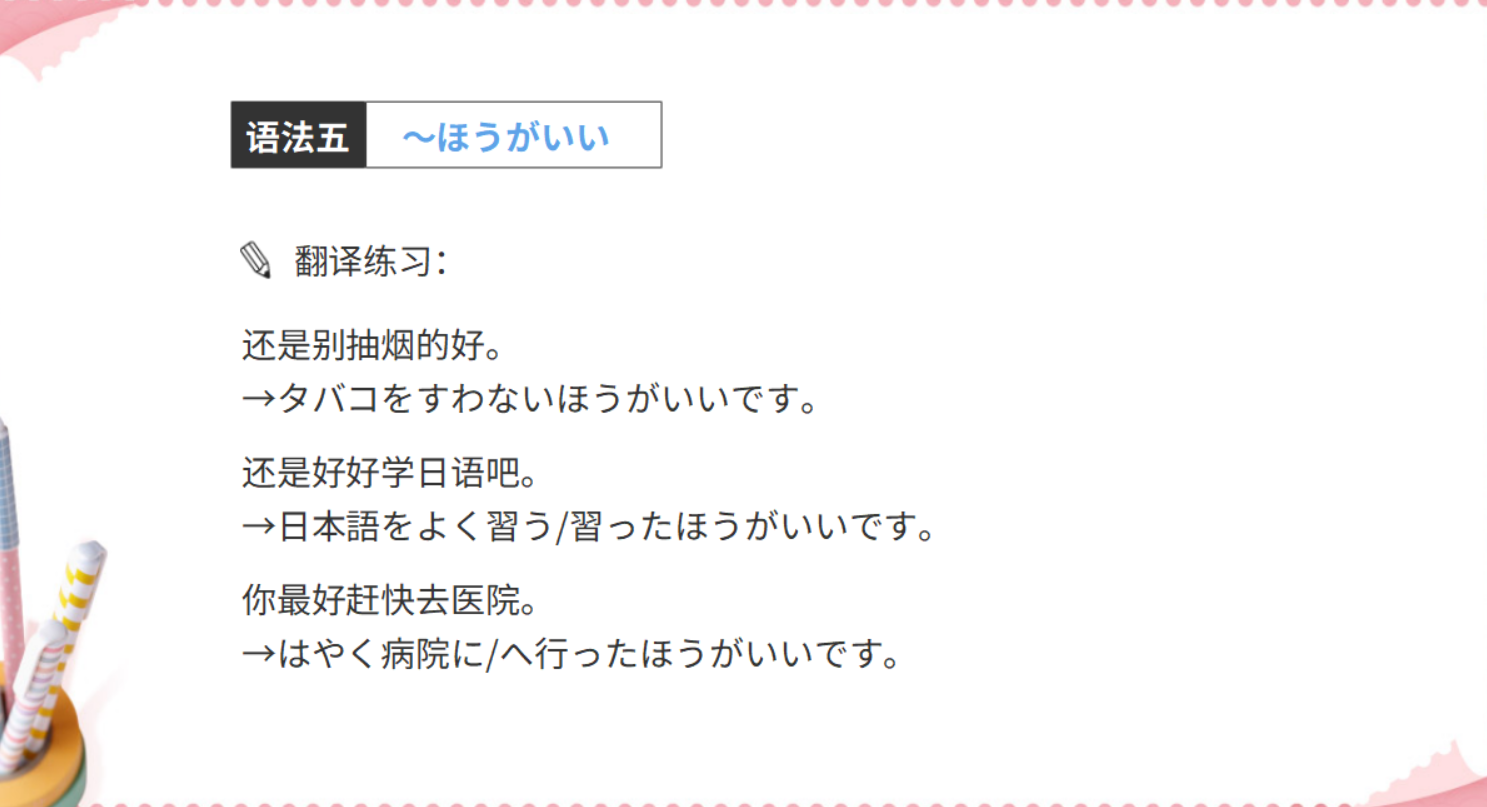 语法五 ～ほうがいい
翻译练习：
还是别抽烟的好。
→タバコをすわないほうがいいです。
还是好好学日语吧。
→日本語をよく習う/習ったほうがいいです。
你最好赶快去医院。
→はやく病院に/へ行ったほうがいいです。